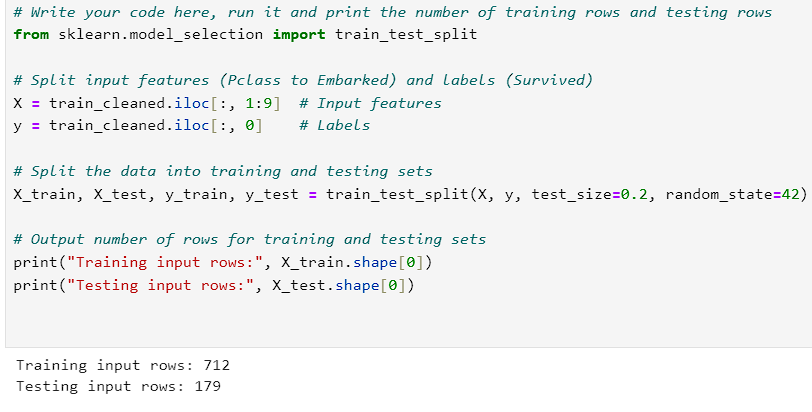 # Write your code here, run it and print the number of training rows and testing rows
from sklearn.model_selection import train_test_split
# Split input features (Pclass to Embarked) and labels (Survived)
X = train_cleaned.iloc[:, 1:9]  # Input features
y = train_cleaned.iloc[:, 0]    # Labels
# Split the data into training and testing sets
X_train, X_test, y_train, y_test = train_test_split(X, y, test_size=0.2, random_state=42)
# Output number of rows for training and testing sets
print("Training input rows:", X_train.shape[0])
print("Testing input rows:", X_test.shape[0])
Training input rows: 712
Testing input rows: 179